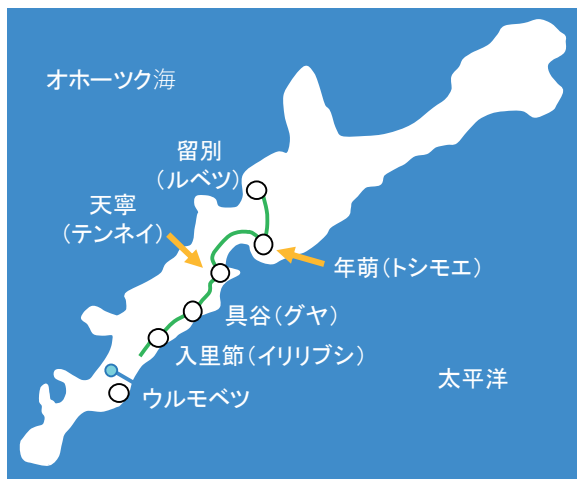 オホーツク海
留別
（ルベツ）
天寧
（テンネイ）
年萌（トシモエ）
具谷（グヤ）
入里節（イリリブシ）
太平洋
ウルモベツ